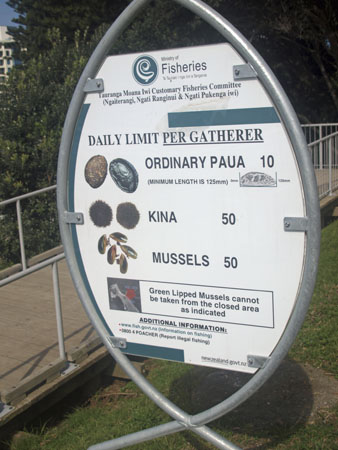 Ministry of
Fisheries
Tauranga Moana Iwi Customary Fisheries Committee
(Ngaiterangi, Ngati Ranginui & Ngati Pukenga (iwi)
DAILY LIMIT PER GATHERER
ORDINARY PAUA 10
(MINIMUM LENGTH IS 125mm)
KINA 50
MUSSELS 50
Green Lipped Mussels cannot
be taken from the closed area
as indicated
ADDITIONAL INFORMATION:
www.fish.govt.nz (information on fishing)
0800 4 POACHER (Report illegal fishing)
newzealand.govt.nz